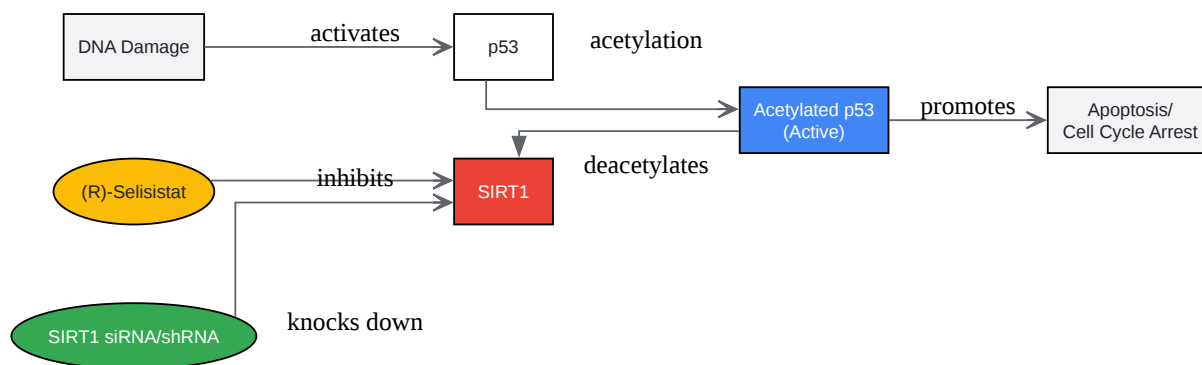 DNA Damage
activates
p53
acetylation
Acetylated p53
(Active)
promotes
Apoptosis/
Cell Cycle Arrest
deacetylates
(R)-Selisistat
inhibits
SIRT1
SIRT1 siRNA/shRNA
knocks down